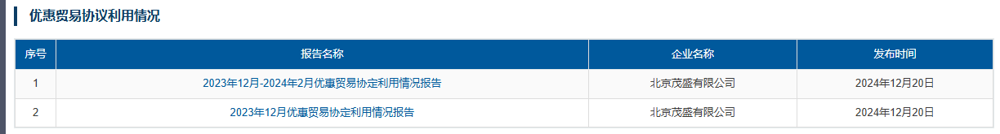 优惠贸易协议利用情况
序号 报告名称 企业名称 发布时间
1 2023年12月-2024年2月优惠贸易协定利用情况报告 北京茂盛有限公司 2024年12月20日
2 2023年12月优惠贸易协定利用情况报告 北京茂盛有限公司 2024年12月20日